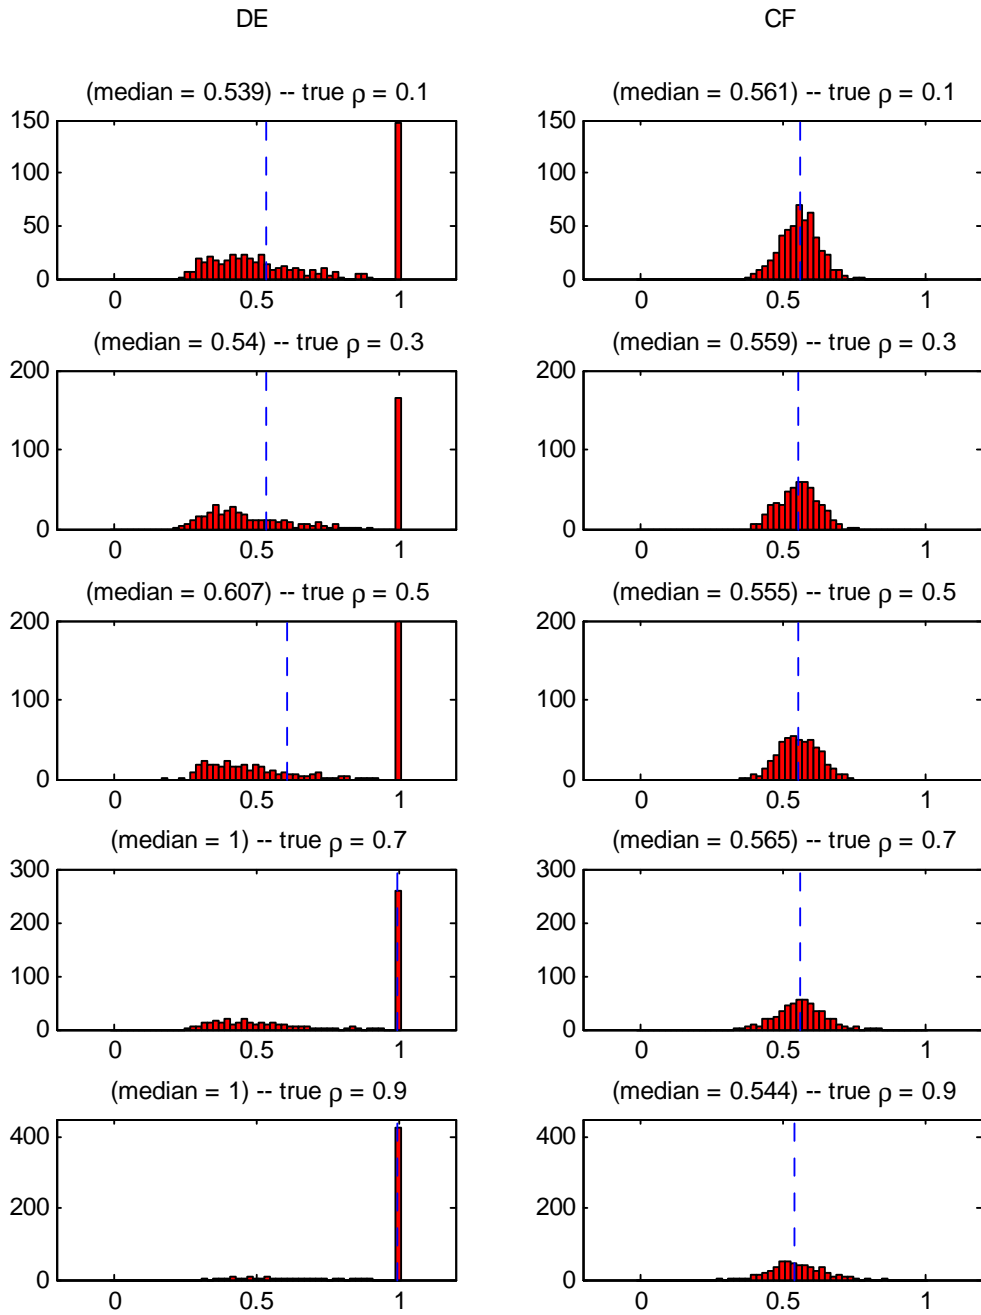 DE
CF
(median = 0.539) -- true ρ = 0.1
(median = 0.561) -- true ρ = 0.1
150
100
50
0
0 0.5 1
150
100
50
0
0 0.5 1
(median = 0.54) -- true ρ = 0.3
(median = 0.559) -- true ρ = 0.3
200
100
0
0 0.5 1
200
100
0
0 0.5 1
(median = 0.607) -- true ρ = 0.5
(median = 0.555) -- true ρ = 0.5
200
100
0
0 0.5 1
200
100
0
0 0.5 1
(median = 1) -- true ρ = 0.7
(median = 0.565) -- true ρ = 0.7
300
200
100
0
0 0.5 1
300
200
100
0
0 0.5 1
(median = 1) -- true ρ = 0.9
(median = 0.544) -- true ρ = 0.9
400
200
0
0 0.5 1
400
200
0
0 0.5 1